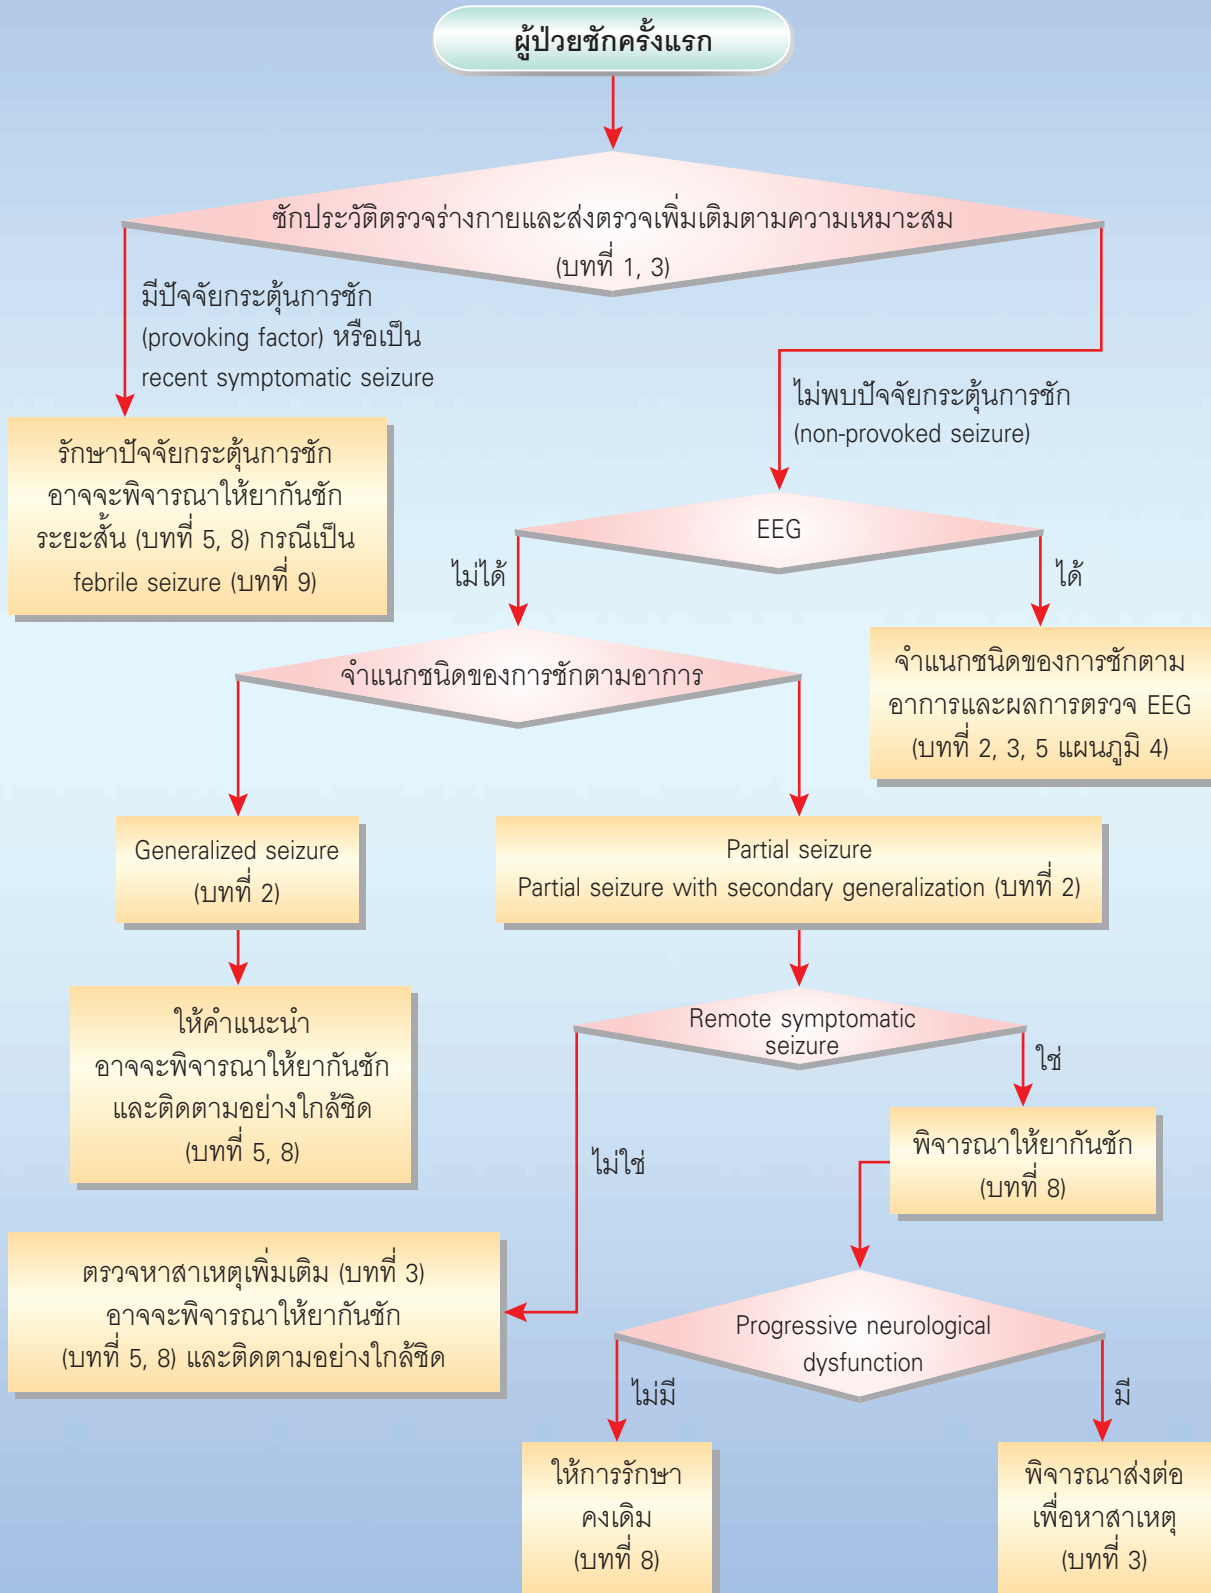 ผู้ป่วยชักครั้งแรก
ซักประวัติตรวจร่างกายและส่งตรวจเพิ่มเติมตามความเหมาะสม
(บทที่ 1, 3)
มีปัจจัยกระตุ้นการชัก
(provoking factor) หรือเป็น
recent symptomatic seizure
ไม่พบปัจจัยกระตุ้นการชัก
(non-provoked seizure)
รักษาปัจจัยกระตุ้นการชัก
อาจจะพิจารณาให้ยากันชัก
ระยะสั้น (บทที่ 5, 8) กรณีเป็น
febrile seizure (บทที่ 9)
EEG
ไม่ได้
ได้
จำแนกชนิดของการชักตามอาการ
จำแนกชนิดของการชักตาม
อาการและผลการตรวจ EEG
(บทที่ 2, 3, 5 แผนภูมิ 4)
Generalized seizure
(บทที่ 2)
Partial seizure
Partial seizure with secondary generalization (บทที่ 2)
ให้คำแนะนำ
อาจจะพิจารณาให้ยากันชัก
และติดตามอย่างใกล้ชิด
(บทที่ 5, 8)
Remote symptomatic
seizure
ใช่
ไม่ใช่
พิจารณาให้ยากันชัก
(บทที่ 8)
ตรวจหาสาเหตุเพิ่มเติม (บทที่ 3)
อาจจะพิจารณาให้ยากันชัก
(บทที่ 5, 8) และติดตามอย่างใกล้ชิด
Progressive neurological
dysfunction
ไม่มี
มี
ให้การรักษา
คงเดิม
(บทที่ 8)
พิจารณาส่งต่อ
เพื่อหาสาเหตุ
(บทที่ 3)